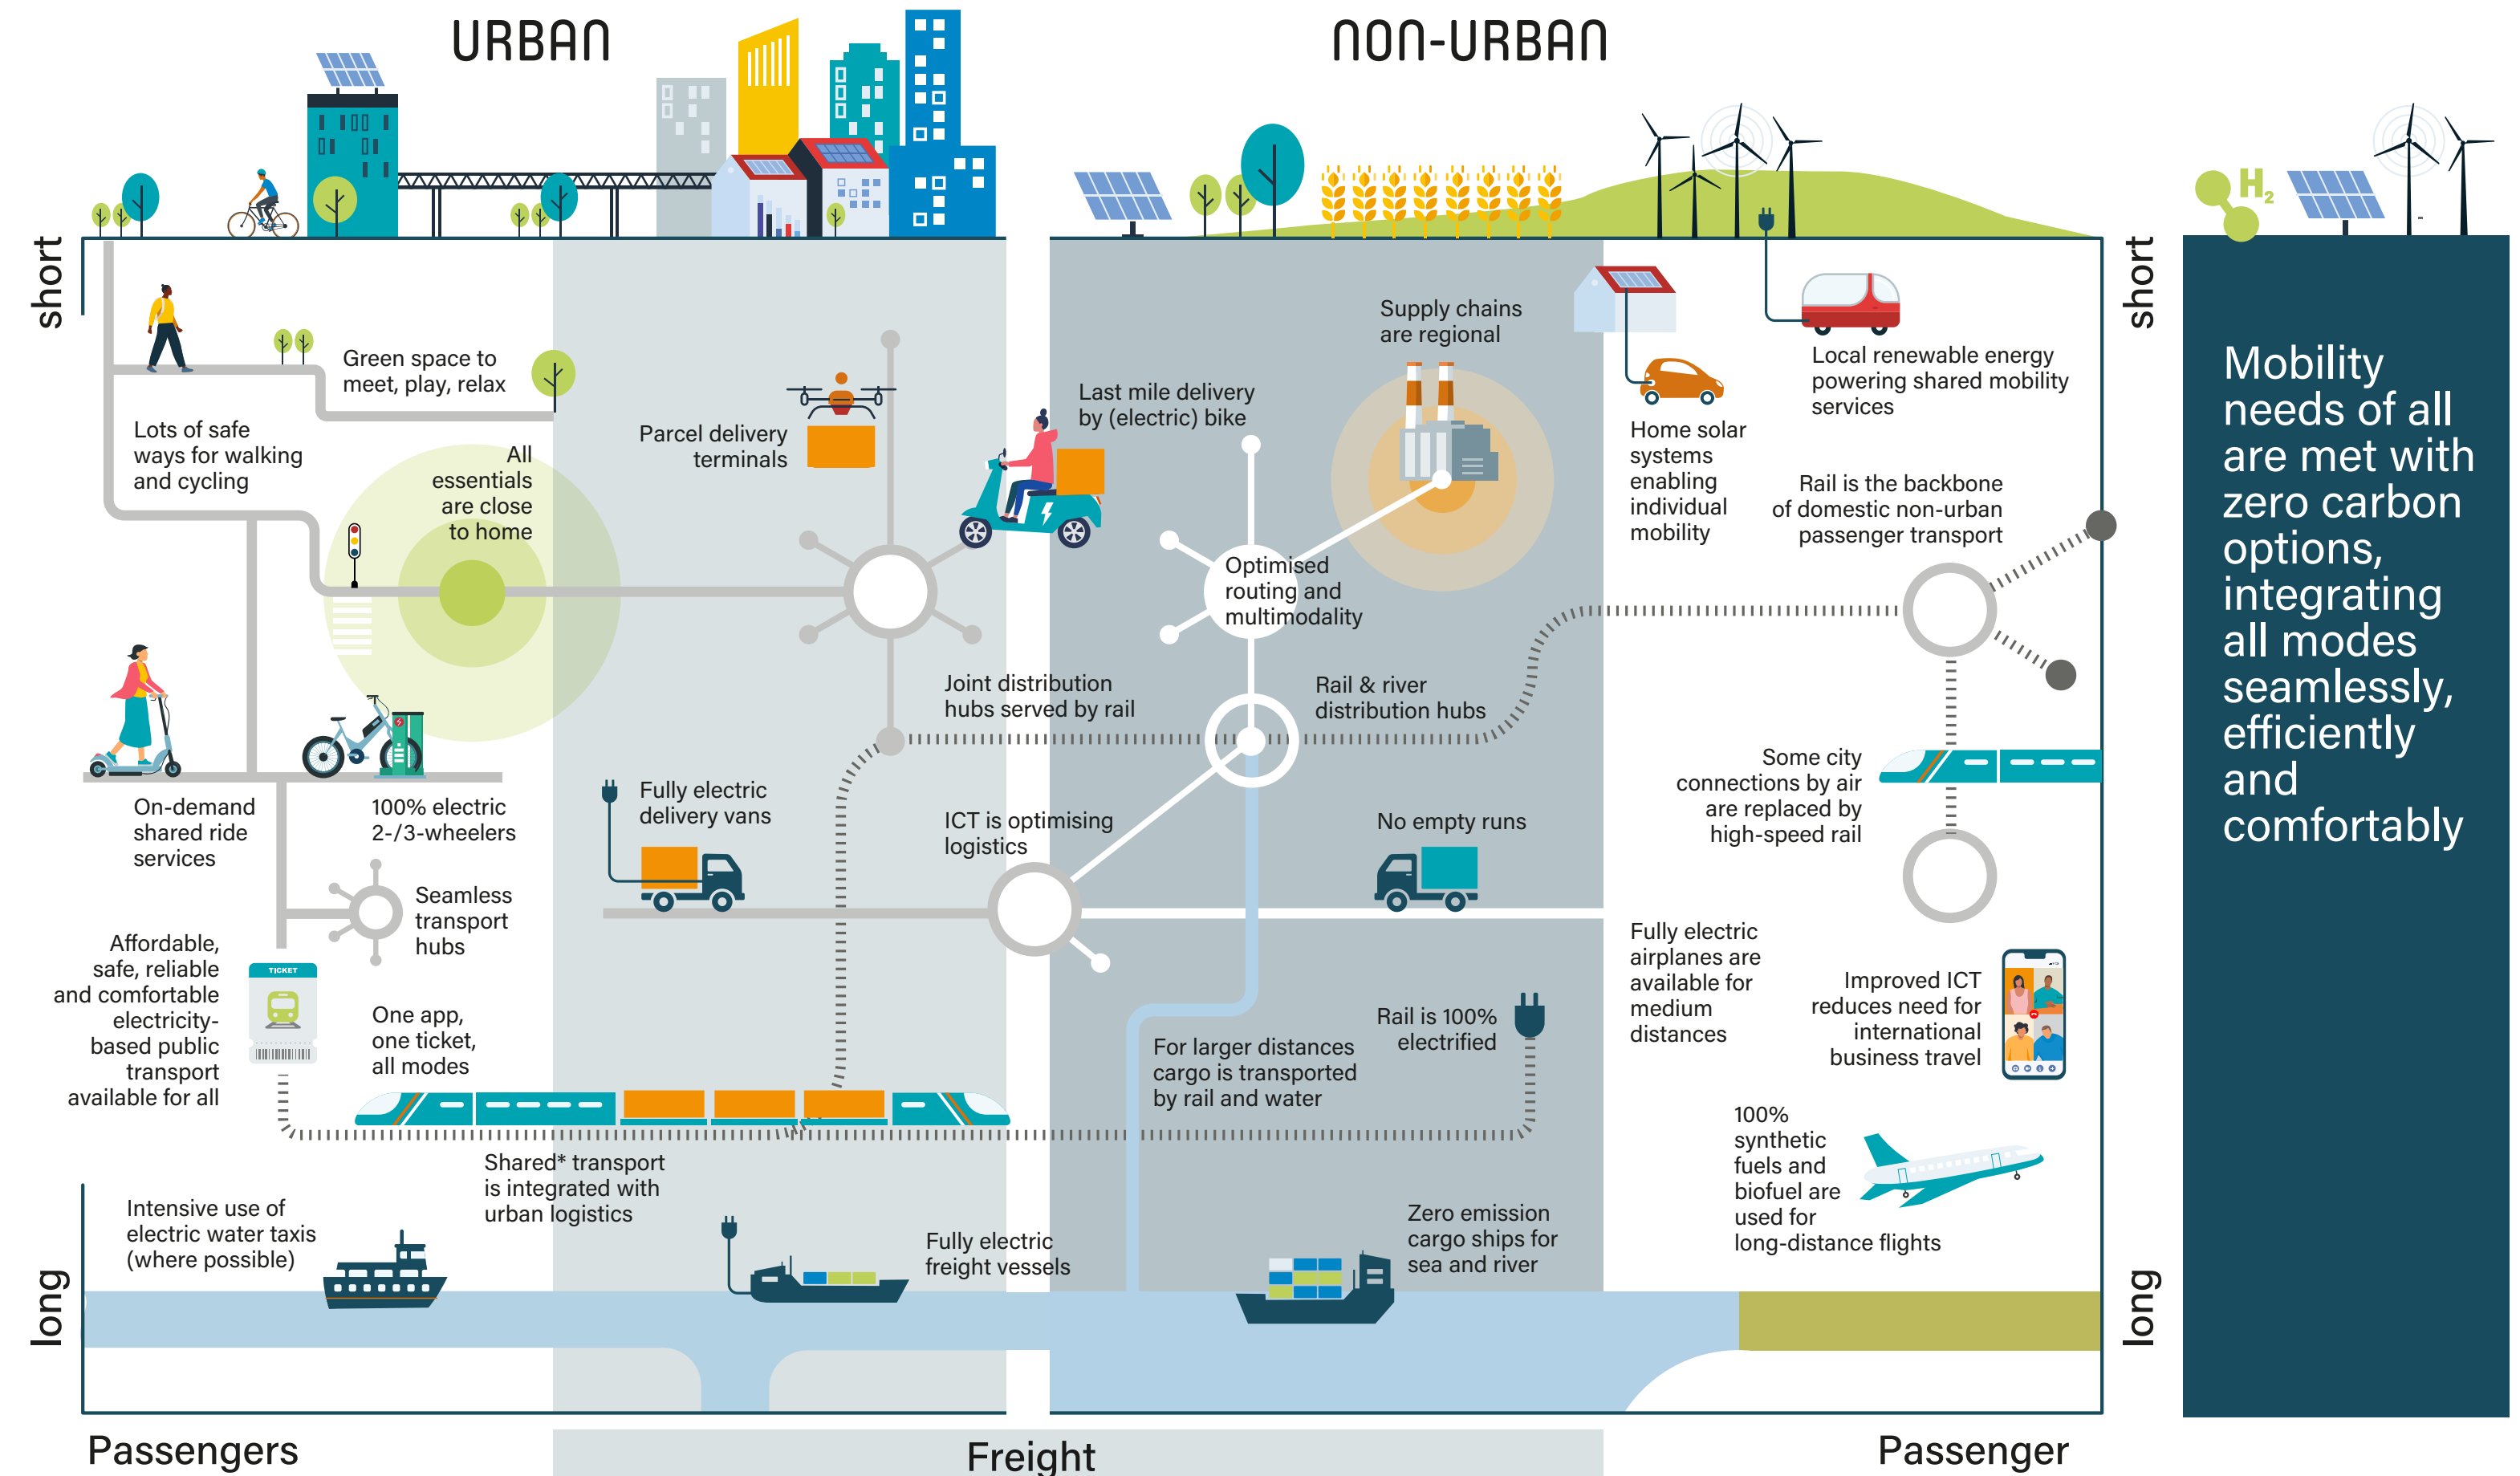 URBAN
NON-URBAN
H₂
short
short
Green space to
meet, play, relax
Lots of safe
ways for walking
and cycling
All
essentials
are close
to home
On-demand
shared ride
services
100% electric
2-/3-wheelers
Seamless
transport
hubs
Affordable,
safe, reliable
and comfortable
electricity-
based public
transport
available for all
TICKET
One app,
one ticket,
all modes
Intensive use of
electric water taxis
(where possible)
Parcel delivery
terminals
Last mile delivery
by (electric) bike
Joint distribution
hubs served by rail
Fully electric
delivery vans
ICT is optimising
logistics
Shared* transport
is integrated with
urban logistics
Fully electric
freight vessels
Supply chains
are regional
Optimised
routing and
multimodality
Rail & river
distribution hubs
No empty runs
Rail is 100%
electrified
For larger distances
cargo is transported
by rail and water
Zero emission
cargo ships for
sea and river
Local renewable energy
powering shared mobility
services
Home solar
systems
enabling
individual
mobility
Rail is the backbone
of domestic non-urban
passenger transport
Some city
connections by air
are replaced by
high-speed rail
Fully electric
airplanes are
available for
medium
distances
Improved ICT
reduces need for
international
business travel
100%
synthetic
fuels and
biofuel are
used for
long-distance flights
long
long
Passengers
Freight
Passenger
Mobility
needs of all
are met with
zero carbon
options,
integrating
all modes
seamlessly,
efficiently
and
comfortably